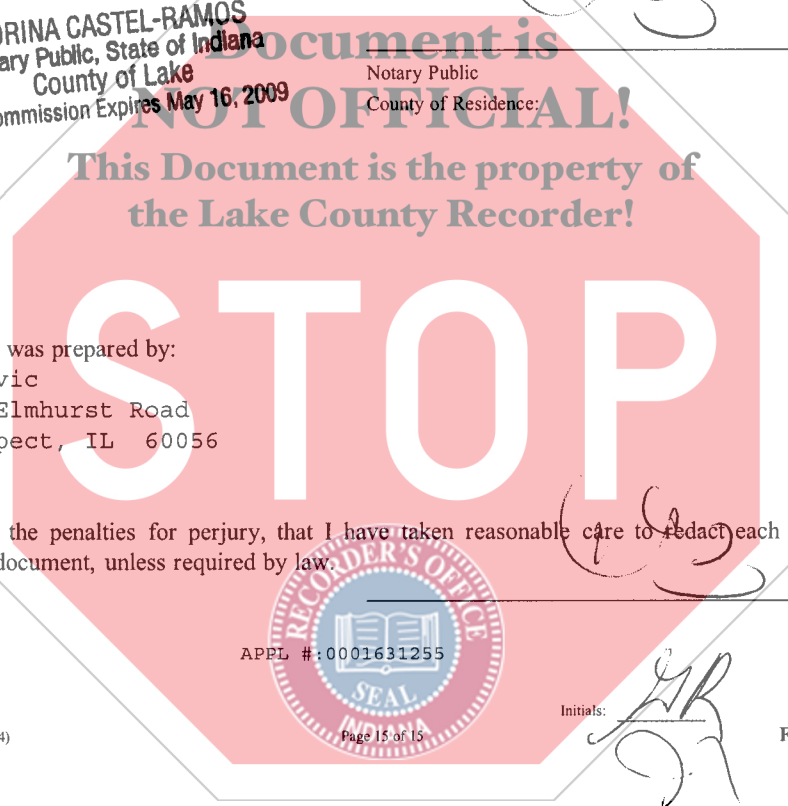 ORINA CASTEL-RAMOS
ary Public, State of Indiana
County of Lake
ommission Expires May 16, 2009
Document is
NOT OFFICIAL!
This Document is the property of
the Lake County Recorder!
Notary Public
County of Residence:
STOP
was prepared by:
vic
Elmhurst Road
pect, IL 60056
the penalties for perjury, that I have taken reasonable care to redact each
document, unless required by law.
RECORDER'S OFFICE
SEAL
INDIANA
APPL #:0001631255
Initials: GR
4)
Page 15 of 15
F